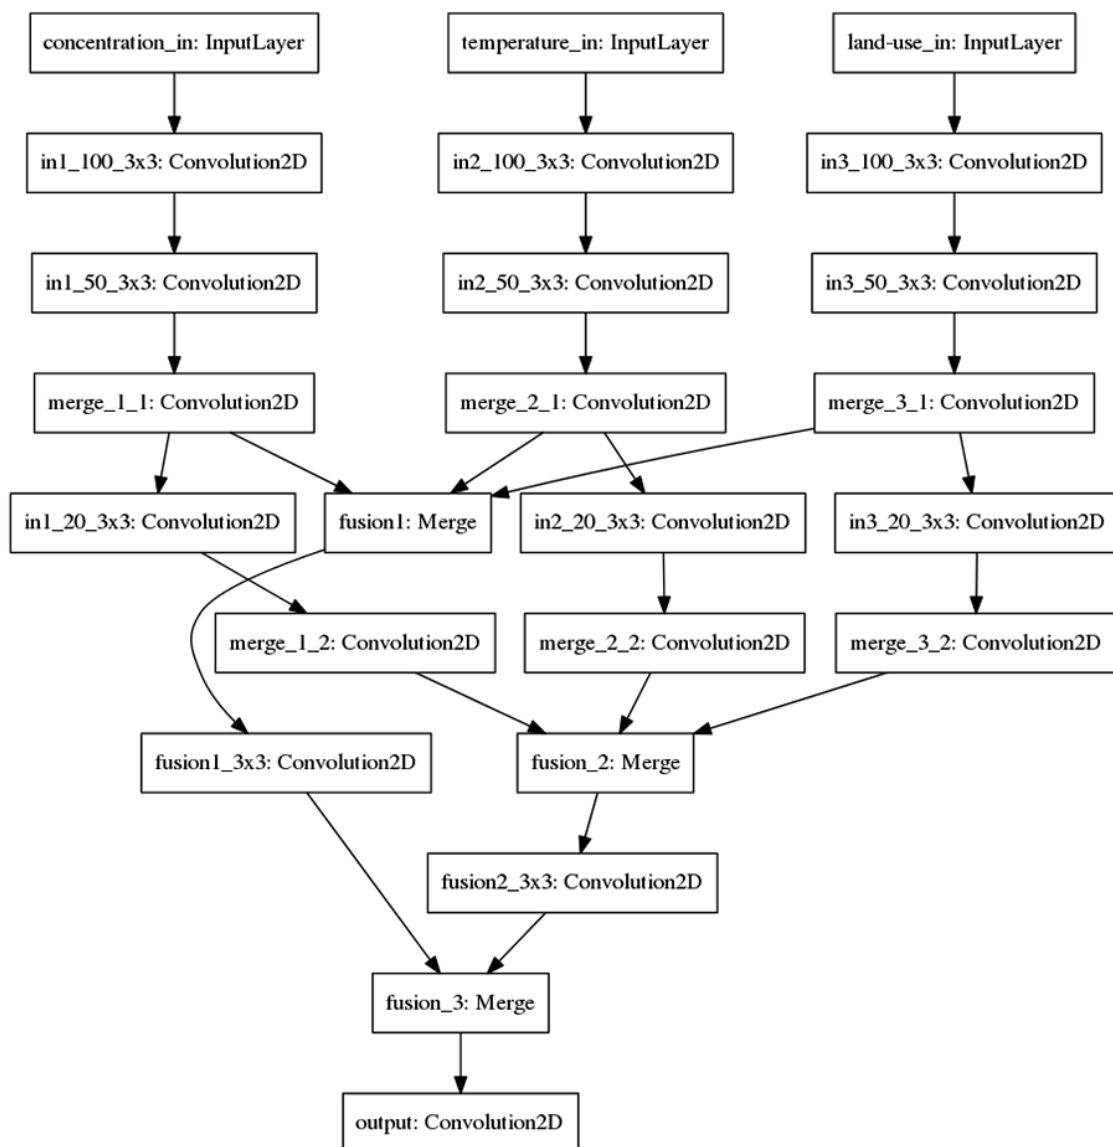 concentration_in: InputLayer
temperature_in: InputLayer
land-use_in: InputLayer
in1_100_3x3: Convolution2D
in2_100_3x3: Convolution2D
in3_100_3x3: Convolution2D
in1_50_3x3: Convolution2D
in2_50_3x3: Convolution2D
in3_50_3x3: Convolution2D
merge_1_1: Convolution2D
merge_2_1: Convolution2D
merge_3_1: Convolution2D
in1_20_3x3: Convolution2D
fusion1: Merge
in2_20_3x3: Convolution2D
in3_20_3x3: Convolution2D
merge_1_2: Convolution2D
merge_2_2: Convolution2D
merge_3_2: Convolution2D
fusion1_3x3: Convolution2D
fusion_2: Merge
fusion2_3x3: Convolution2D
fusion_3: Merge
output: Convolution2D